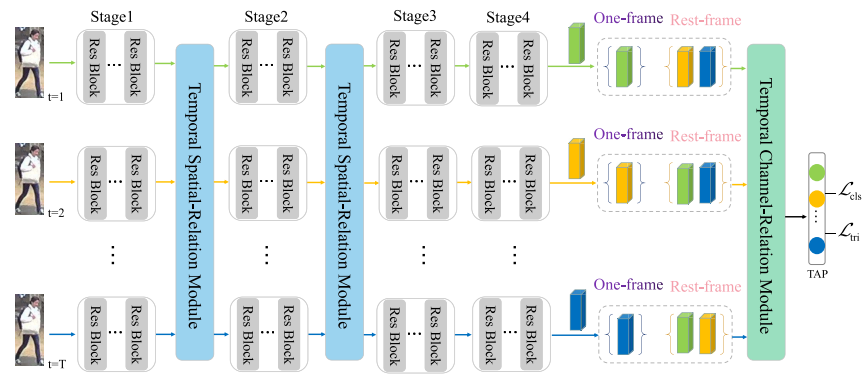 Stage1
Stage2
Stage3
Stage4
One-frame
Rest-frame
Res Block
...
Res Block
Res Block
...
Res Block
Res Block
...
Res Block
Res Block
...
Res Block
t=1
Temporal Spatial-Relation Module
Temporal Spatial-Relation Module
Temporal Channel-Relation Module
One-frame
Rest-frame
Res Block
...
Res Block
Res Block
...
Res Block
Res Block
...
Res Block
Res Block
...
Res Block
t=2
ℒcls
ℒtri
TAP
One-frame
Rest-frame
Res Block
...
Res Block
Res Block
...
Res Block
Res Block
...
Res Block
Res Block
...
Res Block
t=T